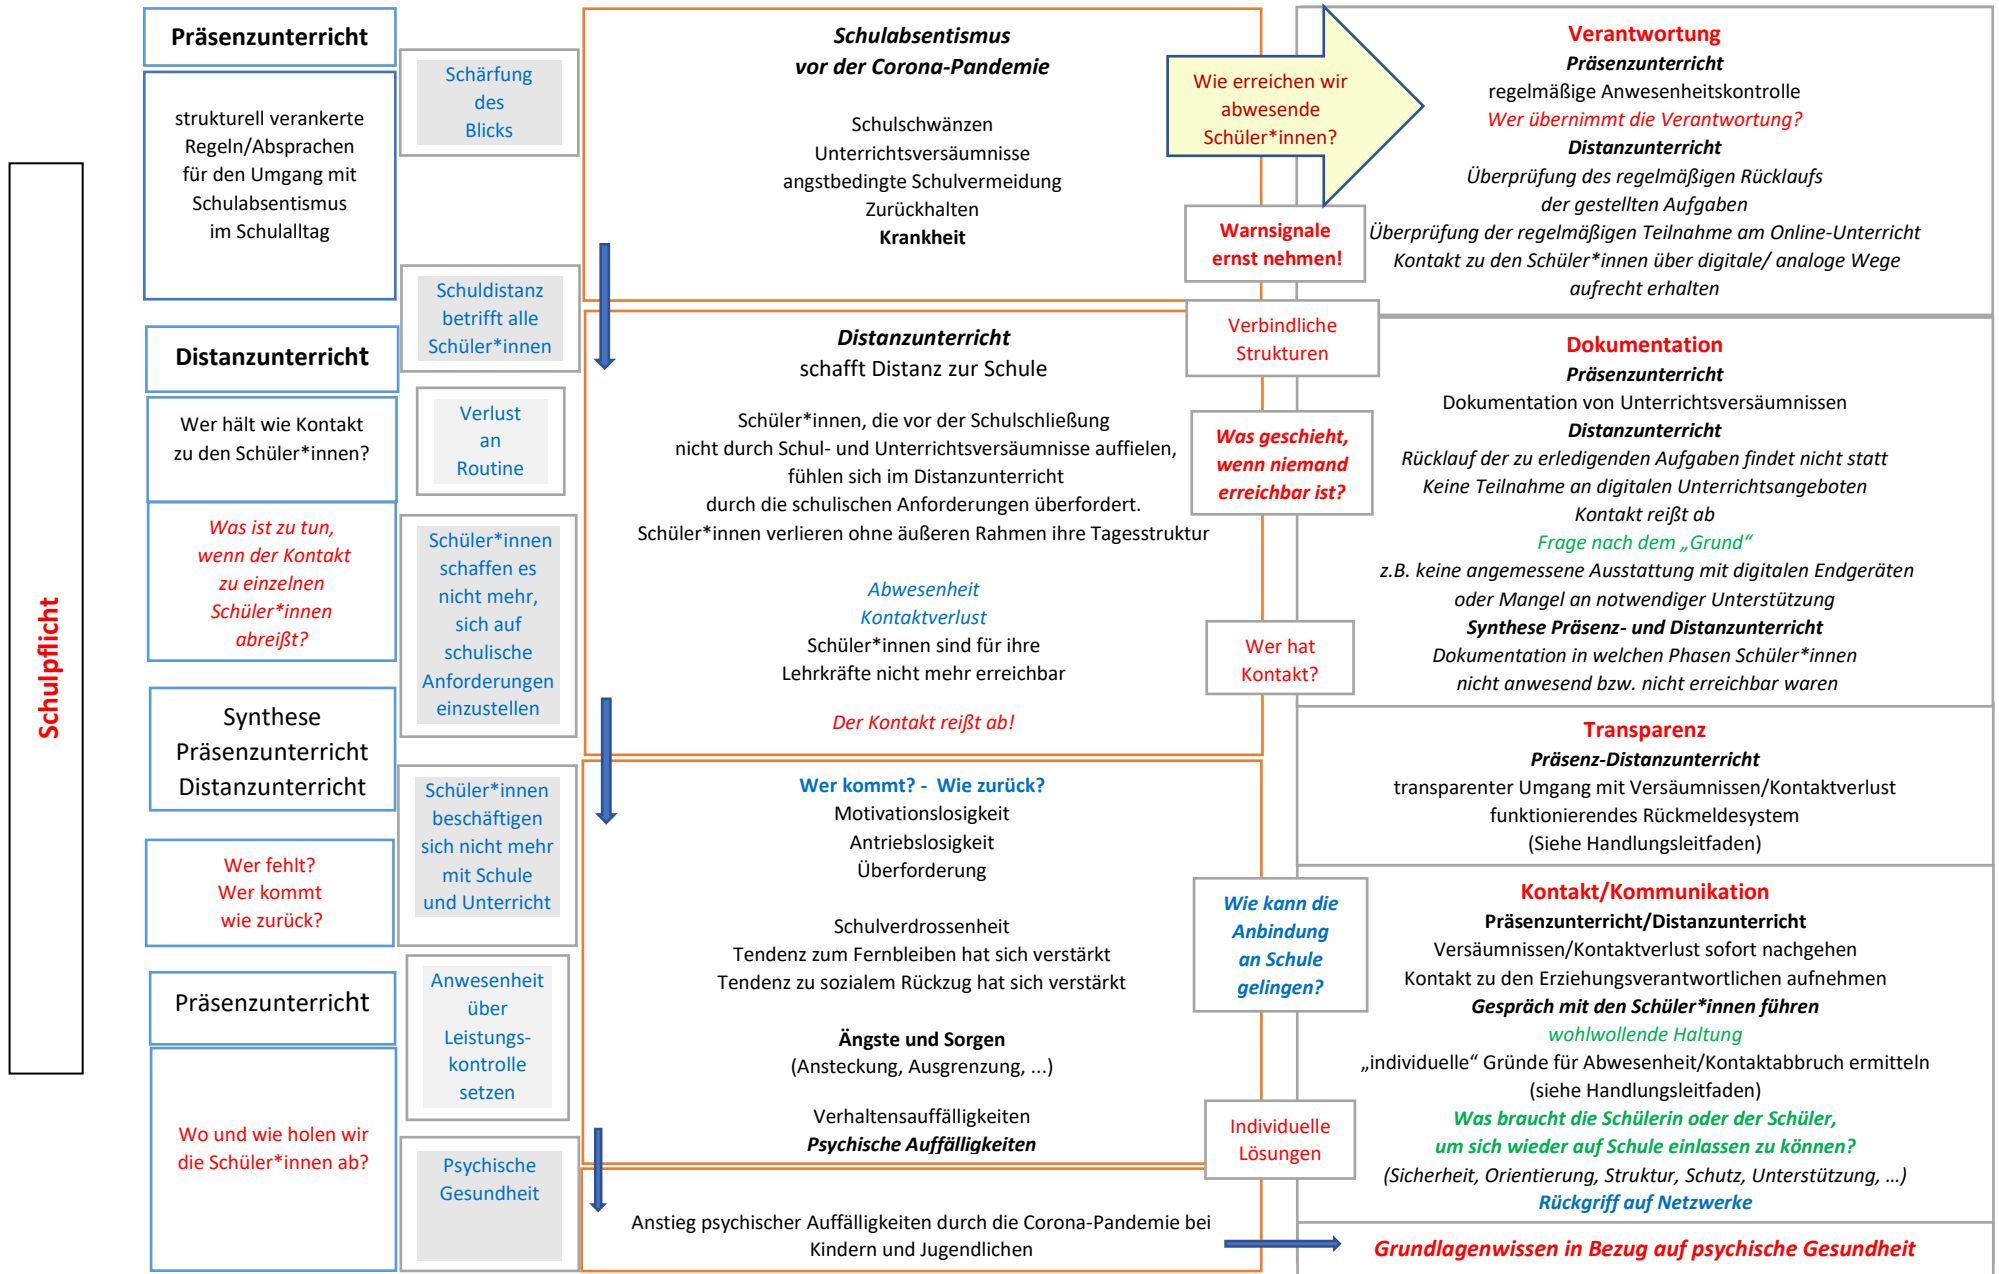 Schulpflicht
Präsenzunterricht
strukturell verankerte
Regeln/Absprachen
für den Umgang mit
Schulabsentismus
im Schulalltag
Distanzunterricht
Wer hält wie Kontakt
zu den Schüler*innen?
Was ist zu tun,
wenn der Kontakt
zu einzelnen
Schüler*innen
abreißt?
Synthese
Präsenzunterricht
Distanzunterricht
Wer fehlt?
Wer kommt
wie zurück?
Präsenzunterricht
Wo und wie holen wir
die Schüler*innen ab?
Schärfung
des
Blicks
Schuldistanz
betrifft alle
Schüler*innen
Verlust
an
Routine
Schüler*innen
schaffen es
nicht mehr,
sich auf
schulische
Anforderungen
einzustellen
Schüler*innen
beschäftigen
sich nicht mehr
mit Schule
und Unterricht
Anwesenheit
über
Leistungs-
kontrolle
setzen
Psychische
Gesundheit
Schulabsentismus
vor der Corona-Pandemie
Schulschwänzen
Unterrichtsversäumnisse
angstbedingte Schulvermeidung
Zurückhalten
Krankheit
Distanzunterricht
schafft Distanz zur Schule
Schüler*innen, die vor der Schulschließung
nicht durch Schul- und Unterrichtsversäumnisse auffielen,
fühlen sich im Distanzunterricht
durch die schulischen Anforderungen überfordert.
Schüler*innen verlieren ohne äußeren Rahmen ihre Tagesstruktur
Abwesenheit
Kontaktverlust
Schüler*innen sind für ihre
Lehrkräfte nicht mehr erreichbar
Der Kontakt reißt ab!
Wer kommt? - Wie zurück?
Motivationslosigkeit
Antriebslosigkeit
Überforderung
Schulverdrossenheit
Tendenz zum Fernbleiben hat sich verstärkt
Tendenz zu sozialem Rückzug hat sich verstärkt
Ängste und Sorgen
(Ansteckung, Ausgrenzung, ...)
Verhaltensauffälligkeiten
Psychische Auffälligkeiten
Anstieg psychischer Auffälligkeiten durch die Corona-Pandemie bei
Kindern und Jugendlichen
Wie erreichen wir
abwesende
Schüler*innen?
Warnsignale
ernst nehmen!
Verbindliche
Strukturen
Was geschieht,
wenn niemand
erreichbar ist?
Wer hat
Kontakt?
Wie kann die
Anbindung
an Schule
gelingen?
Individuelle
Lösungen
Verantwortung
Präsenzunterricht
regelmäßige Anwesenheitskontrolle
Wer übernimmt die Verantwortung?
Distanzunterricht
Überprüfung des regelmäßigen Rücklaufs
der gestellten Aufgaben
Überprüfung der regelmäßigen Teilnahme am Online-Unterricht
Kontakt zu den Schüler*innen über digitale/ analoge Wege
aufrecht erhalten
Dokumentation
Präsenzunterricht
Dokumentation von Unterrichtsversäumnissen
Distanzunterricht
Rücklauf der zu erledigenden Aufgaben findet nicht statt
Keine Teilnahme an digitalen Unterrichtsangeboten
Kontakt reißt ab
Frage nach dem „Grund“
z.B. keine angemessene Ausstattung mit digitalen Endgeräten
oder Mangel an notwendiger Unterstützung
Synthese Präsenz- und Distanzunterricht
Dokumentation in welchen Phasen Schüler*innen
nicht anwesend bzw. nicht erreichbar waren
Transparenz
Präsenz-Distanzunterricht
transparenter Umgang mit Versäumnissen/Kontaktverlust
funktionierendes Rückmeldesystem
(Siehe Handlungsleitfaden)
Kontakt/Kommunikation
Präsenzunterricht/Distanzunterricht
Versäumnissen/Kontaktverlust sofort nachgehen
Kontakt zu den Erziehungsverantwortlichen aufnehmen
Gespräch mit den Schüler*innen führen
wohlwollende Haltung
„individuelle“ Gründe für Abwesenheit/Kontaktabbruch ermitteln
(siehe Handlungsleitfaden)
Was braucht die Schülerin oder der Schüler,
um sich wieder auf Schule einlassen zu können?
(Sicherheit, Orientierung, Struktur, Schutz, Unterstützung, ...)
Rückgriff auf Netzwerke
Grundlagenwissen in Bezug auf psychische Gesundheit